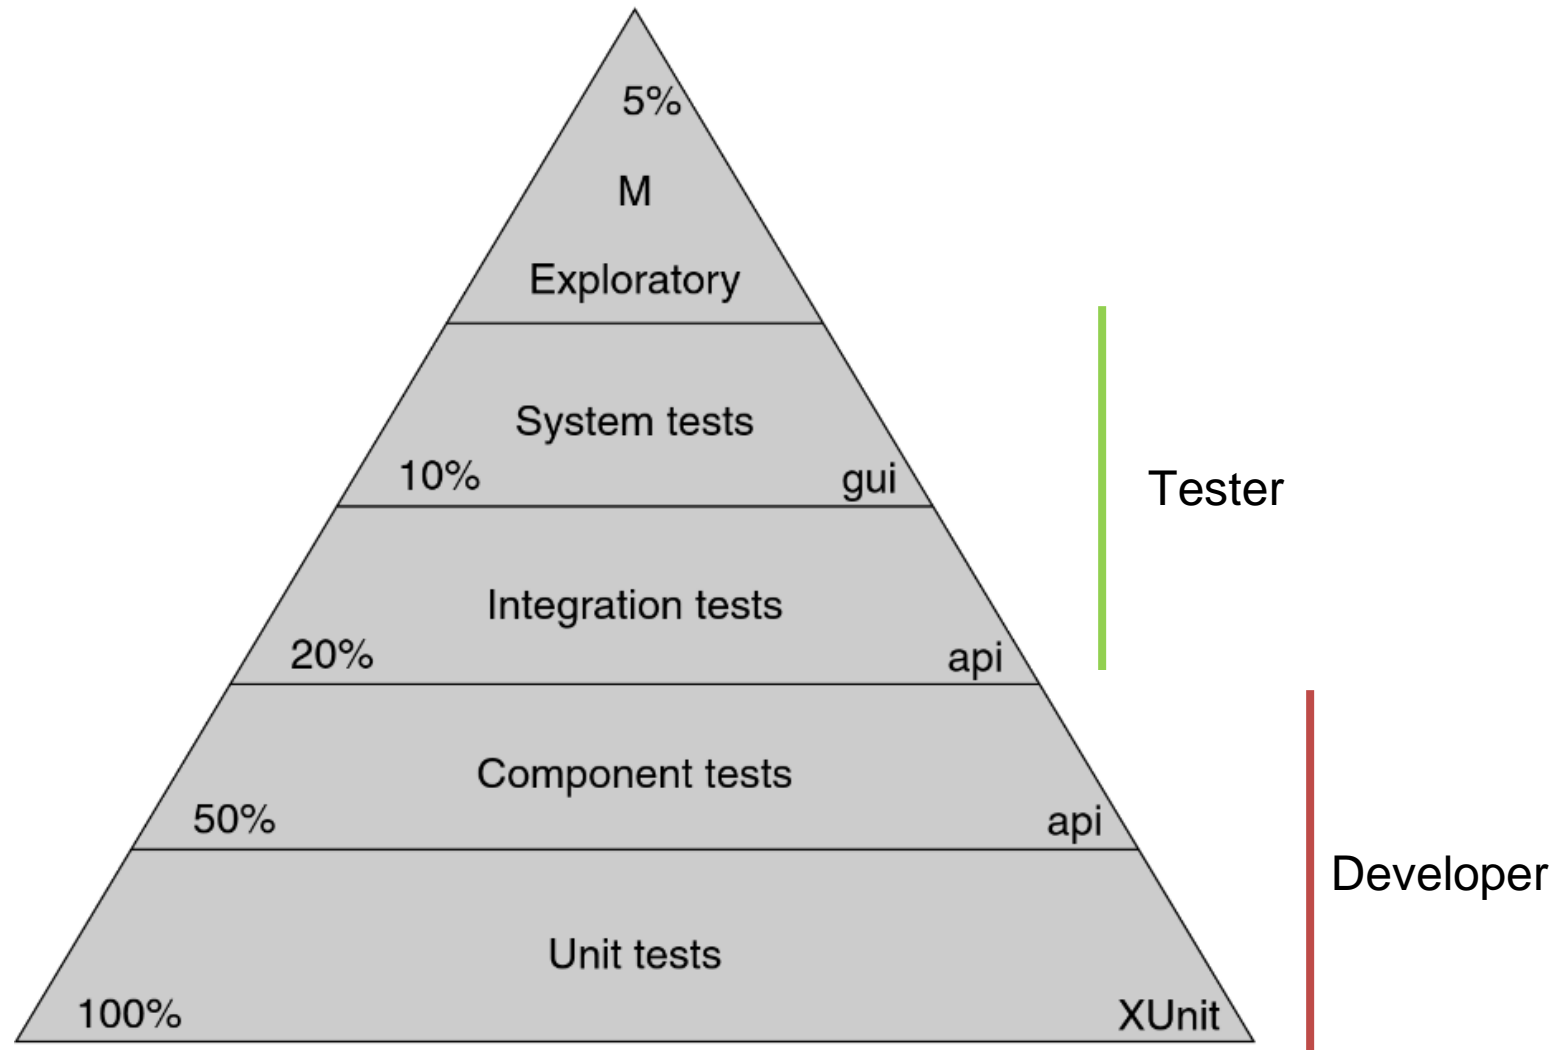 5%
M
Exploratory
System tests
10%
gui
Tester
Integration tests
20%
api
Component tests
50%
api
Developer
Unit tests
100%
XUnit